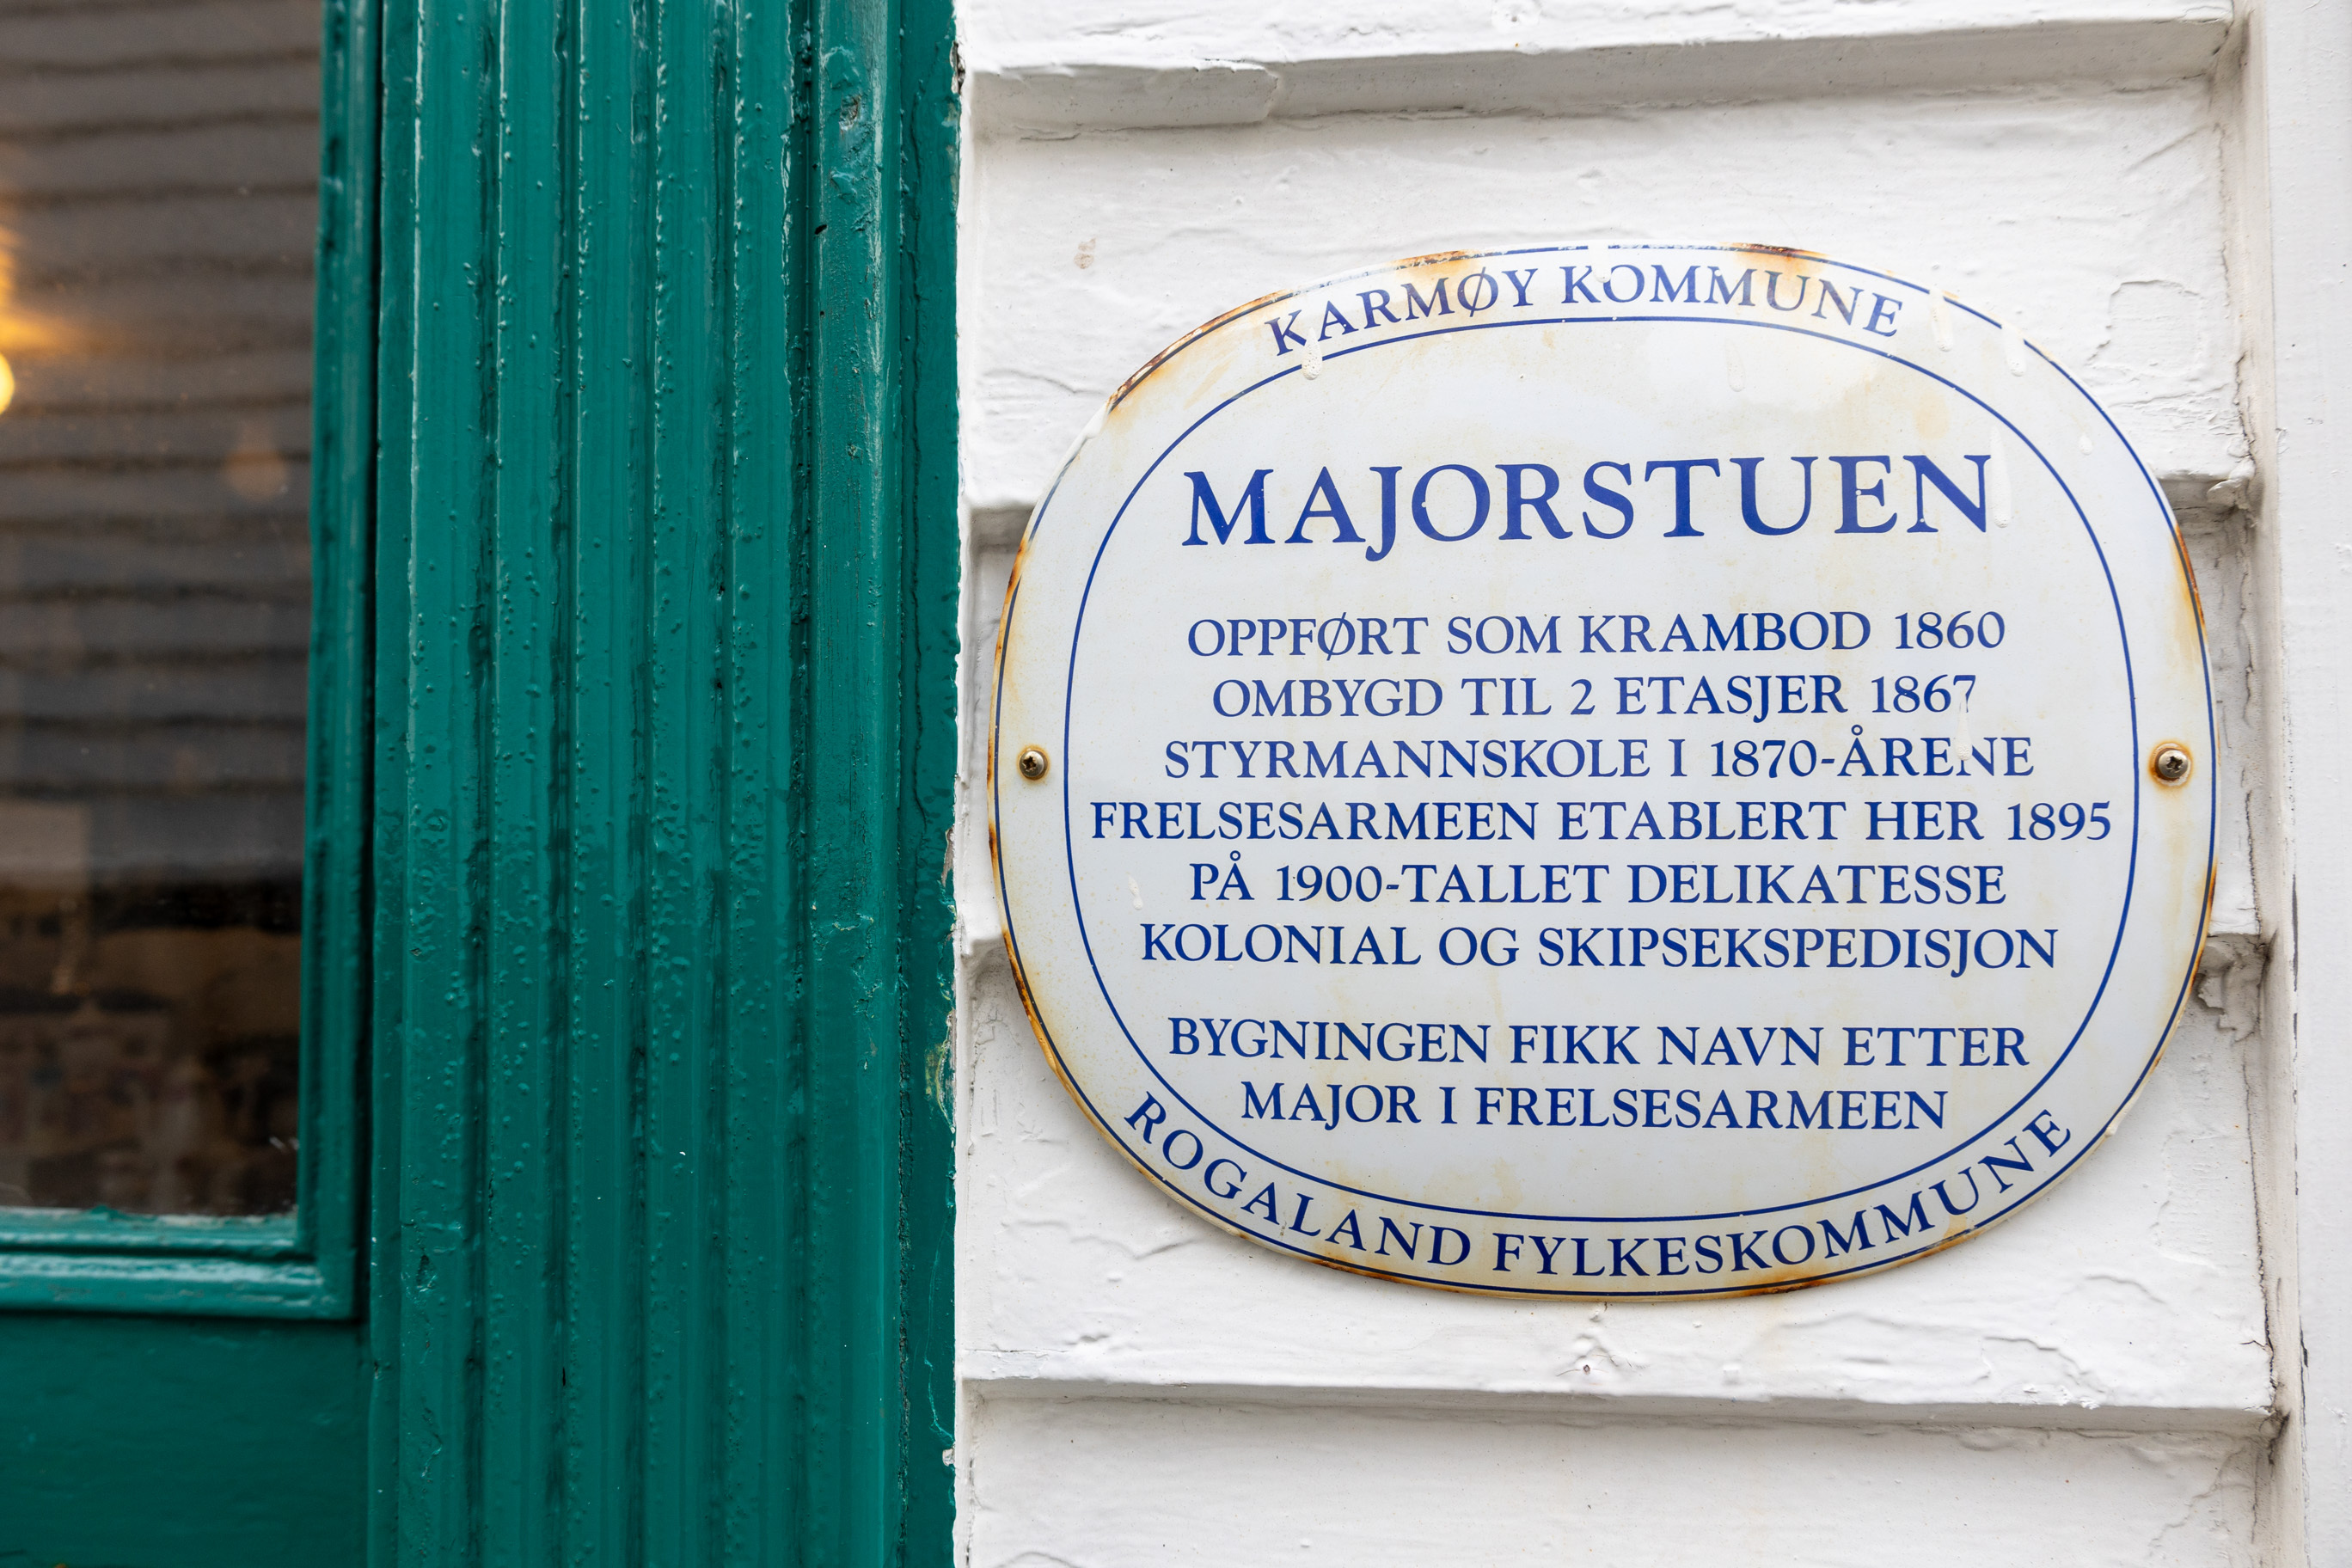 KARMØY KOMMUNE
MAJORSTUEN
OPPFØRT SOM KRAMBOD 1860
OMBYGD TIL 2 ETASJER 1867
STYRMANNSKOLE I 1870-ÅRENE
FRELSESARMEEN ETABLERT HER 1895
PÅ 1900-TALLET DELIKATESSE
KOLONIAL OG SKIPSEKSPEDISJON
BYGNINGEN FIKK NAVN ETTER
MAJOR I FRELSESARMEEN
ROGALAND FYLKESKOMMUNE